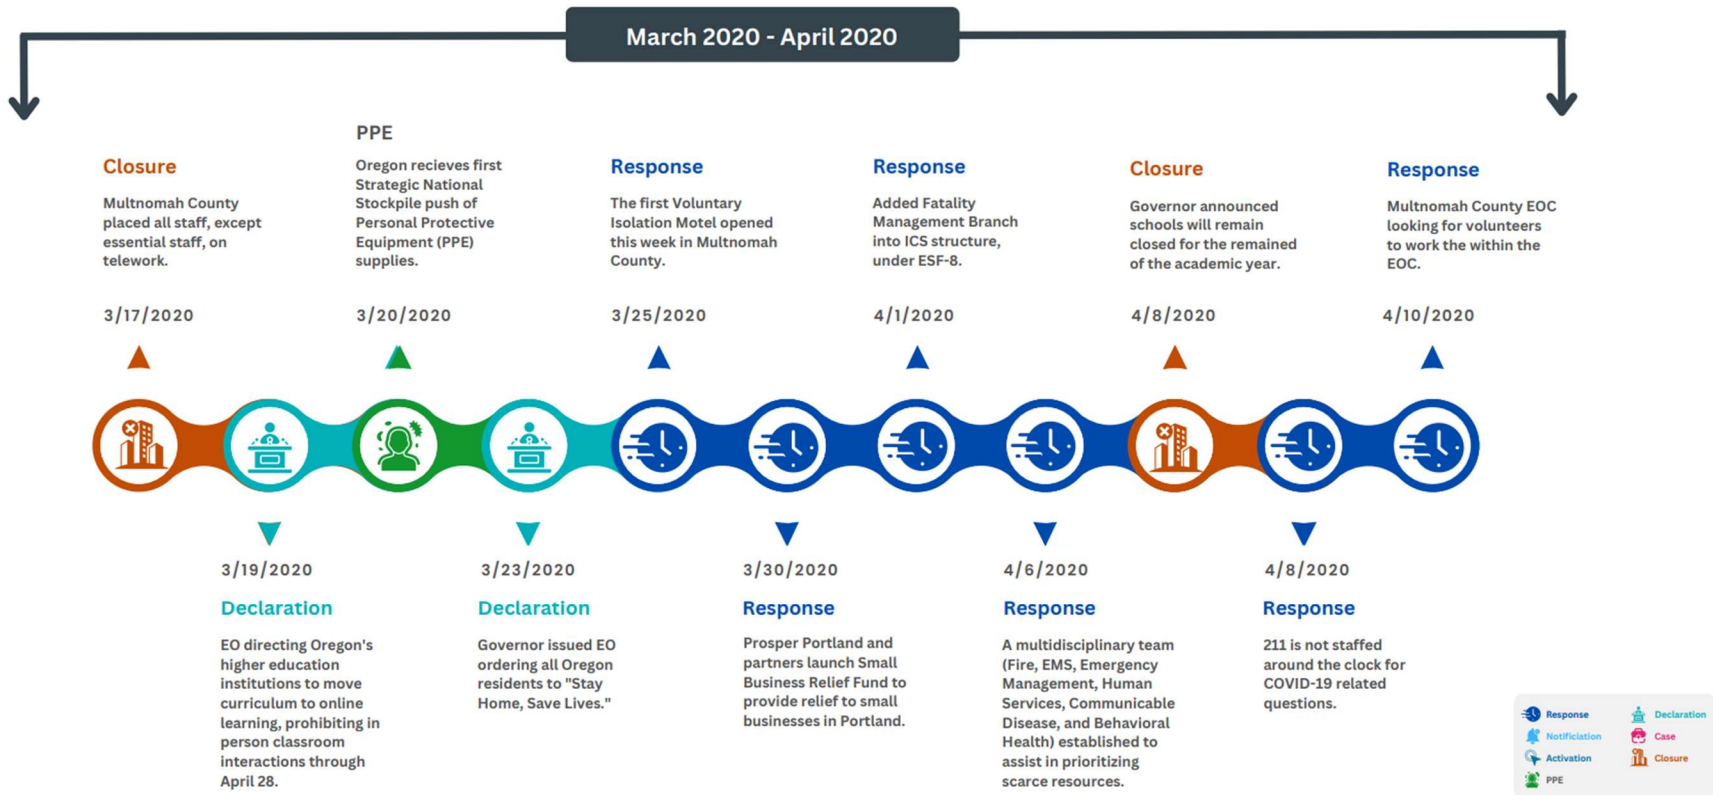 March 2020 - April 2020
Closure
Multnomah County
placed all staff, except
essential staff, on
telework.
3/17/2020
PPE
Oregon recieves first
Strategic National
Stockpile push of
Personal Protective
Equipment (PPE)
supplies.
3/20/2020
Response
The first Voluntary
Isolation Motel opened
this week in Multnomah
County.
3/25/2020
Response
Added Fatality
Management Branch
into ICS structure,
under ESF-8.
4/1/2020
Closure
Governor announced
schools will remain
closed for the remained
of the academic year.
4/8/2020
Response
Multnomah County EOC
looking for volunteers
to work the within the
EOC.
4/10/2020
3/19/2020
Declaration
EO directing Oregon's
higher education
institutions to move
curriculum to online
learning, prohibiting in
person classroom
interactions through
April 28.
3/23/2020
Declaration
Governor issued EO
ordering all Oregon
residents to "Stay
Home, Save Lives."
3/30/2020
Response
Prosper Portland and
partners launch Small
Business Relief Fund to
provide relief to small
businesses in Portland.
4/6/2020
Response
A multidisciplinary team
(Fire, EMS, Emergency
Management, Human
Services, Communicable
Disease, and Behavioral
Health) established to
assist in prioritizing
scarce resources.
4/8/2020
Response
211 is not staffed
around the clock for
COVID-19 related
questions.
Response
Declaration
Notificiation
Case
Activation
Closure
PPE